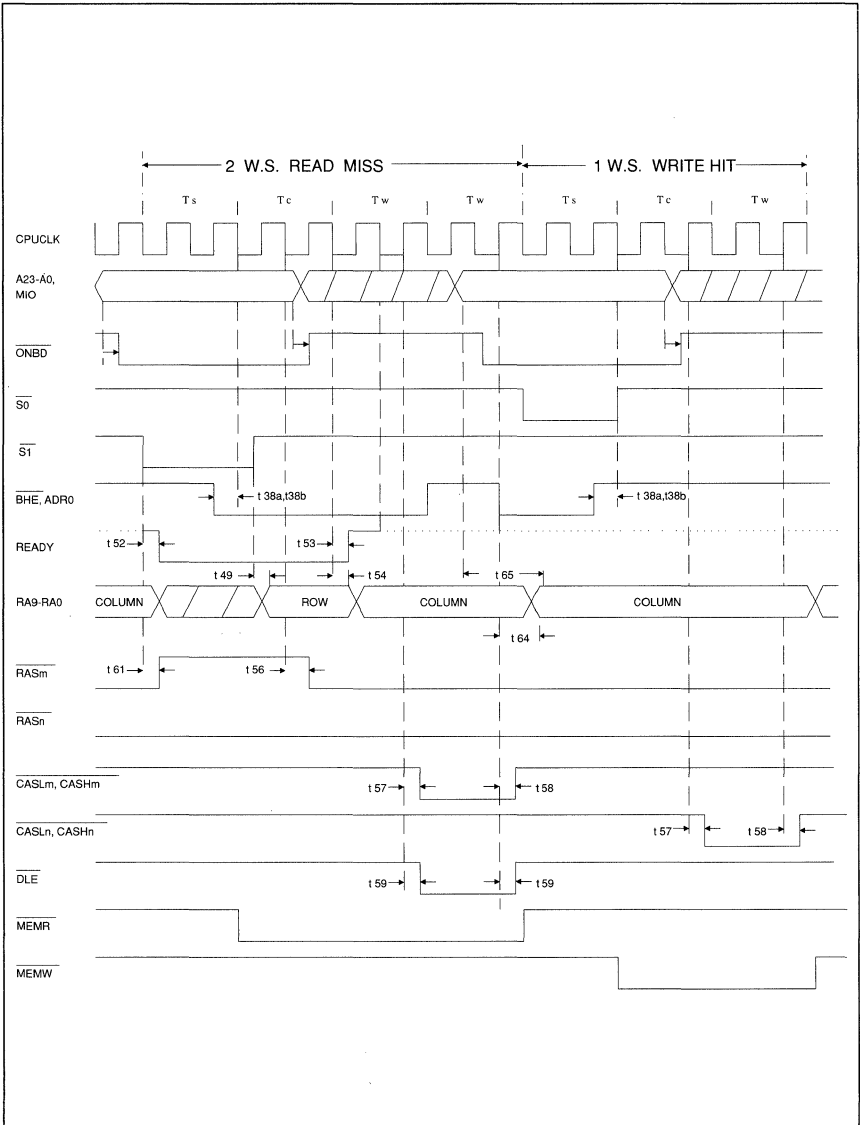 2 W.S. READ MISS 1 W.S. WRITE HIT
Ts Tc Tw Tw Ts Tc Tw
CPUCLK
A23-A0,
MIO
ONBD
S0
S1
BHE, ADR0 t 38a,t38b t 38a,t38b
READY t 52 t 53
t 49 t 54 t 65
RA9-RA0 COLUMN ROW COLUMN COLUMN
t 64
RASm t 61 t 56
RASn
CASLm, CASHm t 57 t 58
CASLn, CASHn t 57 t 58
DLE t 59 t 59
MEMR
MEMW